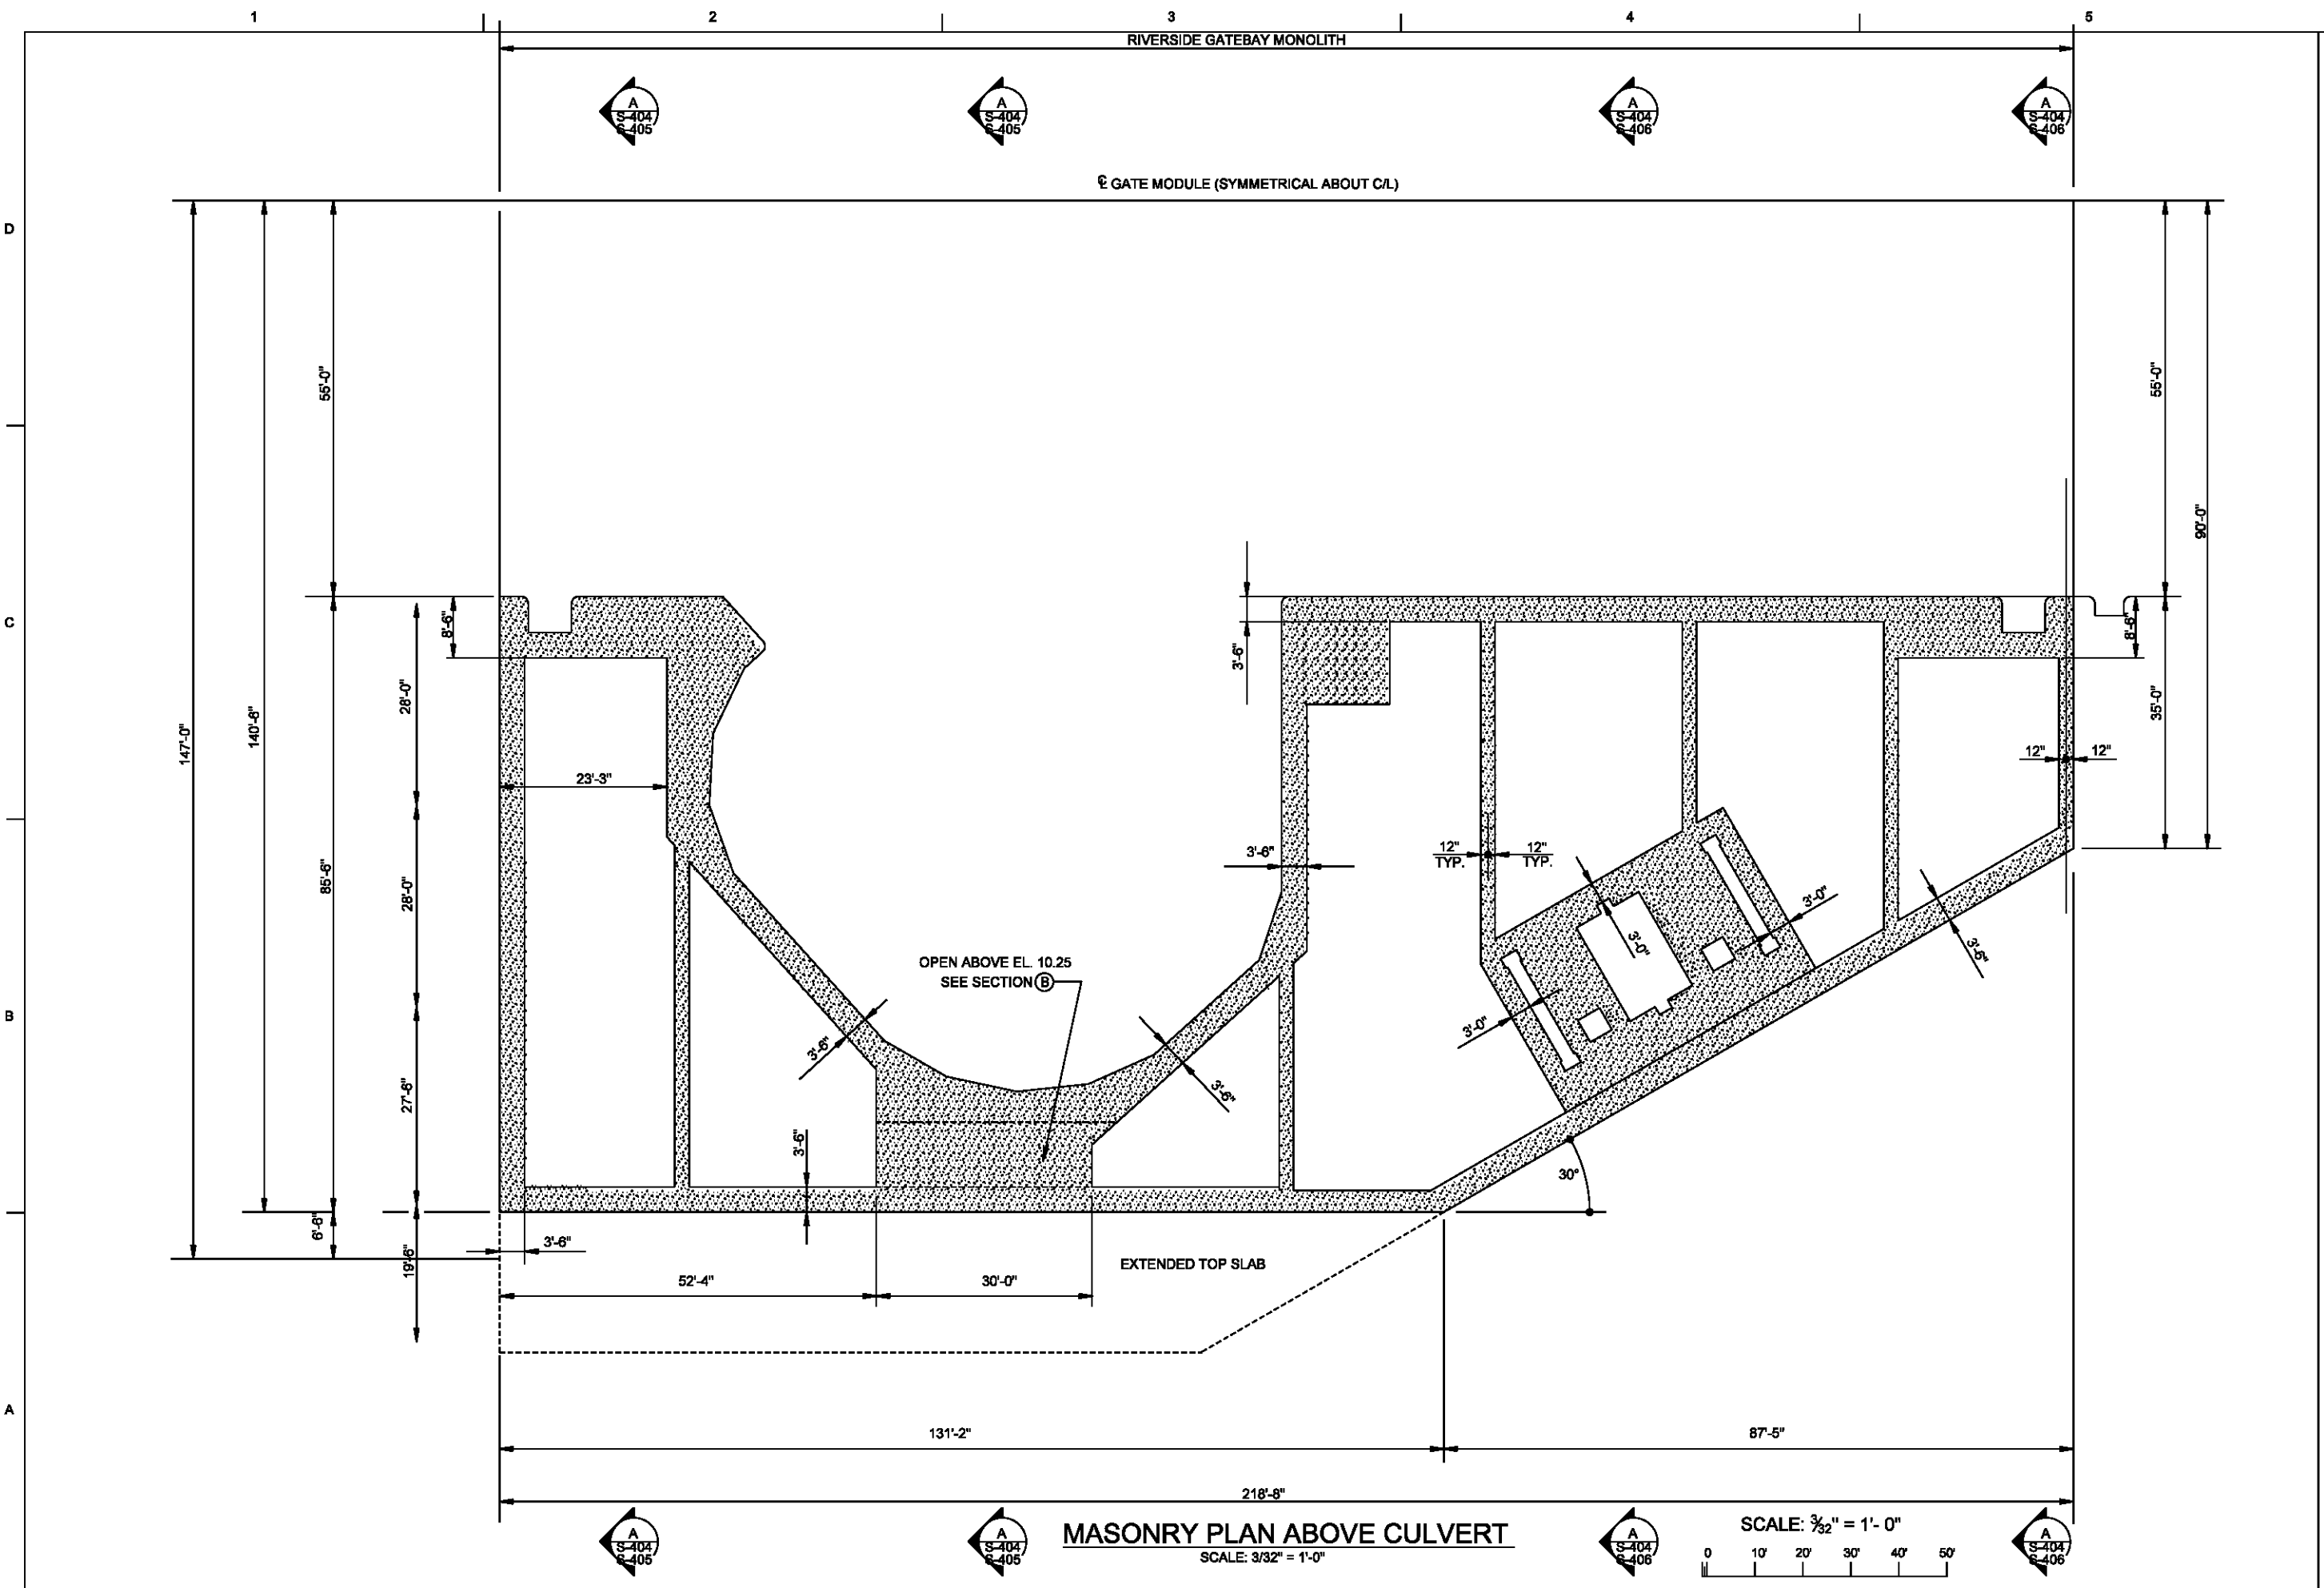 1 2 3 4 5
RIVERSIDE GATEBAY MONOLITH
A A A A
S-404 S-404 S-404 S-404
S-405 S-405 S-406 S-406
℄ GATE MODULE (SYMMETRICAL ABOUT C/L)
D
55'-0"
55'-0"
90'-0"
C
8'-6"
3'-6"
8'-6"
28'-0"
35'-0"
147'-0"
140'-6"
12" 12"
23'-3"
3'-6"
12" 12"
TYP. TYP.
85'-6"
28'-0"
3'-0"
3'-0"
3'-6"
OPEN ABOVE EL. 10.25
SEE SECTION B
B
3'-0"
3'-6"
27'-6"
3'-6"
3'-6"
30°
6'-6"
3'-6"
19'-6"
EXTENDED TOP SLAB
52'-4" 30'-0"
A
131'-2" 87'-5"
218'-8"
A A A A
S-404 S-404 S-404 S-404
S-405 S-405 S-406 S-406
MASONRY PLAN ABOVE CULVERT
SCALE: 3/32" = 1'-0"
SCALE: 3/32" = 1'- 0"
0 10' 20' 30' 40' 50'